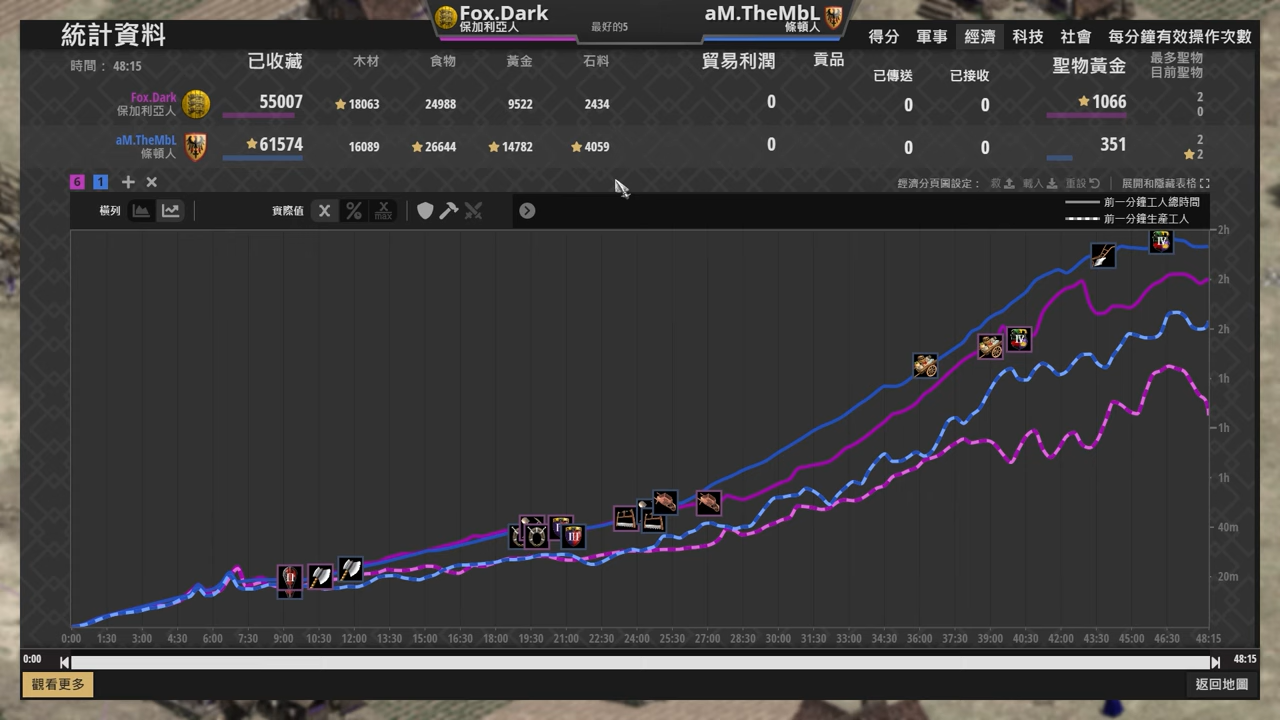 Fox.Dark
保加利亞人
最好的5
aM.TheMbL
條頓人
統計資料
得分 軍事 經濟 科技 社會 每分鐘有效操作次數
時間： 48:15
已收藏 木材 食物 黃金 石料 貿易利潤 貢品 已傳送 已接收 聖物黃金 最多聖物
目前聖物
Fox.Dark
保加利亞人
55007 18063 24988 9522 2434 0 0 0 1066 2
0
aM.TheMbL
條頓人
61574 16089 26644 14782 4059 0 0 0 351 2
2
6 1
經濟分頁圖設定： 救 載入 重設 展開和隱藏表格
橫列 實際值 X % X
max
前一分鐘工人總時間
前一分鐘生產工人
2h
2h
2h
1h
1h
1h
40m
20m
II
III
IV
IV
0:00 1:30 3:00 4:30 6:00 7:30 9:00 10:30 12:00 13:30 15:00 16:30 18:00 19:30 21:00 22:30 24:00 25:30 27:00 28:30 30:00 31:30 33:00 34:30 36:00 37:30 39:00 40:30 42:00 43:30 45:00 46:30 48:15
0:00 48:15
觀看更多 返回地圖